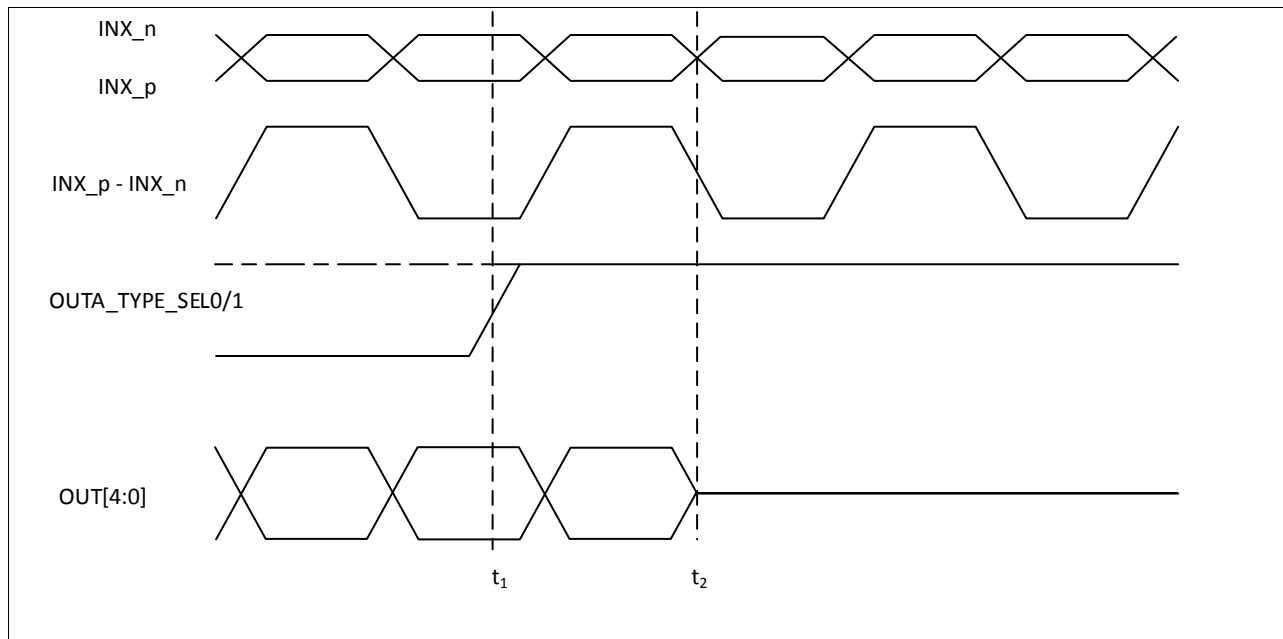 INX_n
INX_p
INX_p - INX_n
OUTA_TYPE_SEL0/1
OUT[4:0]
t1 t2